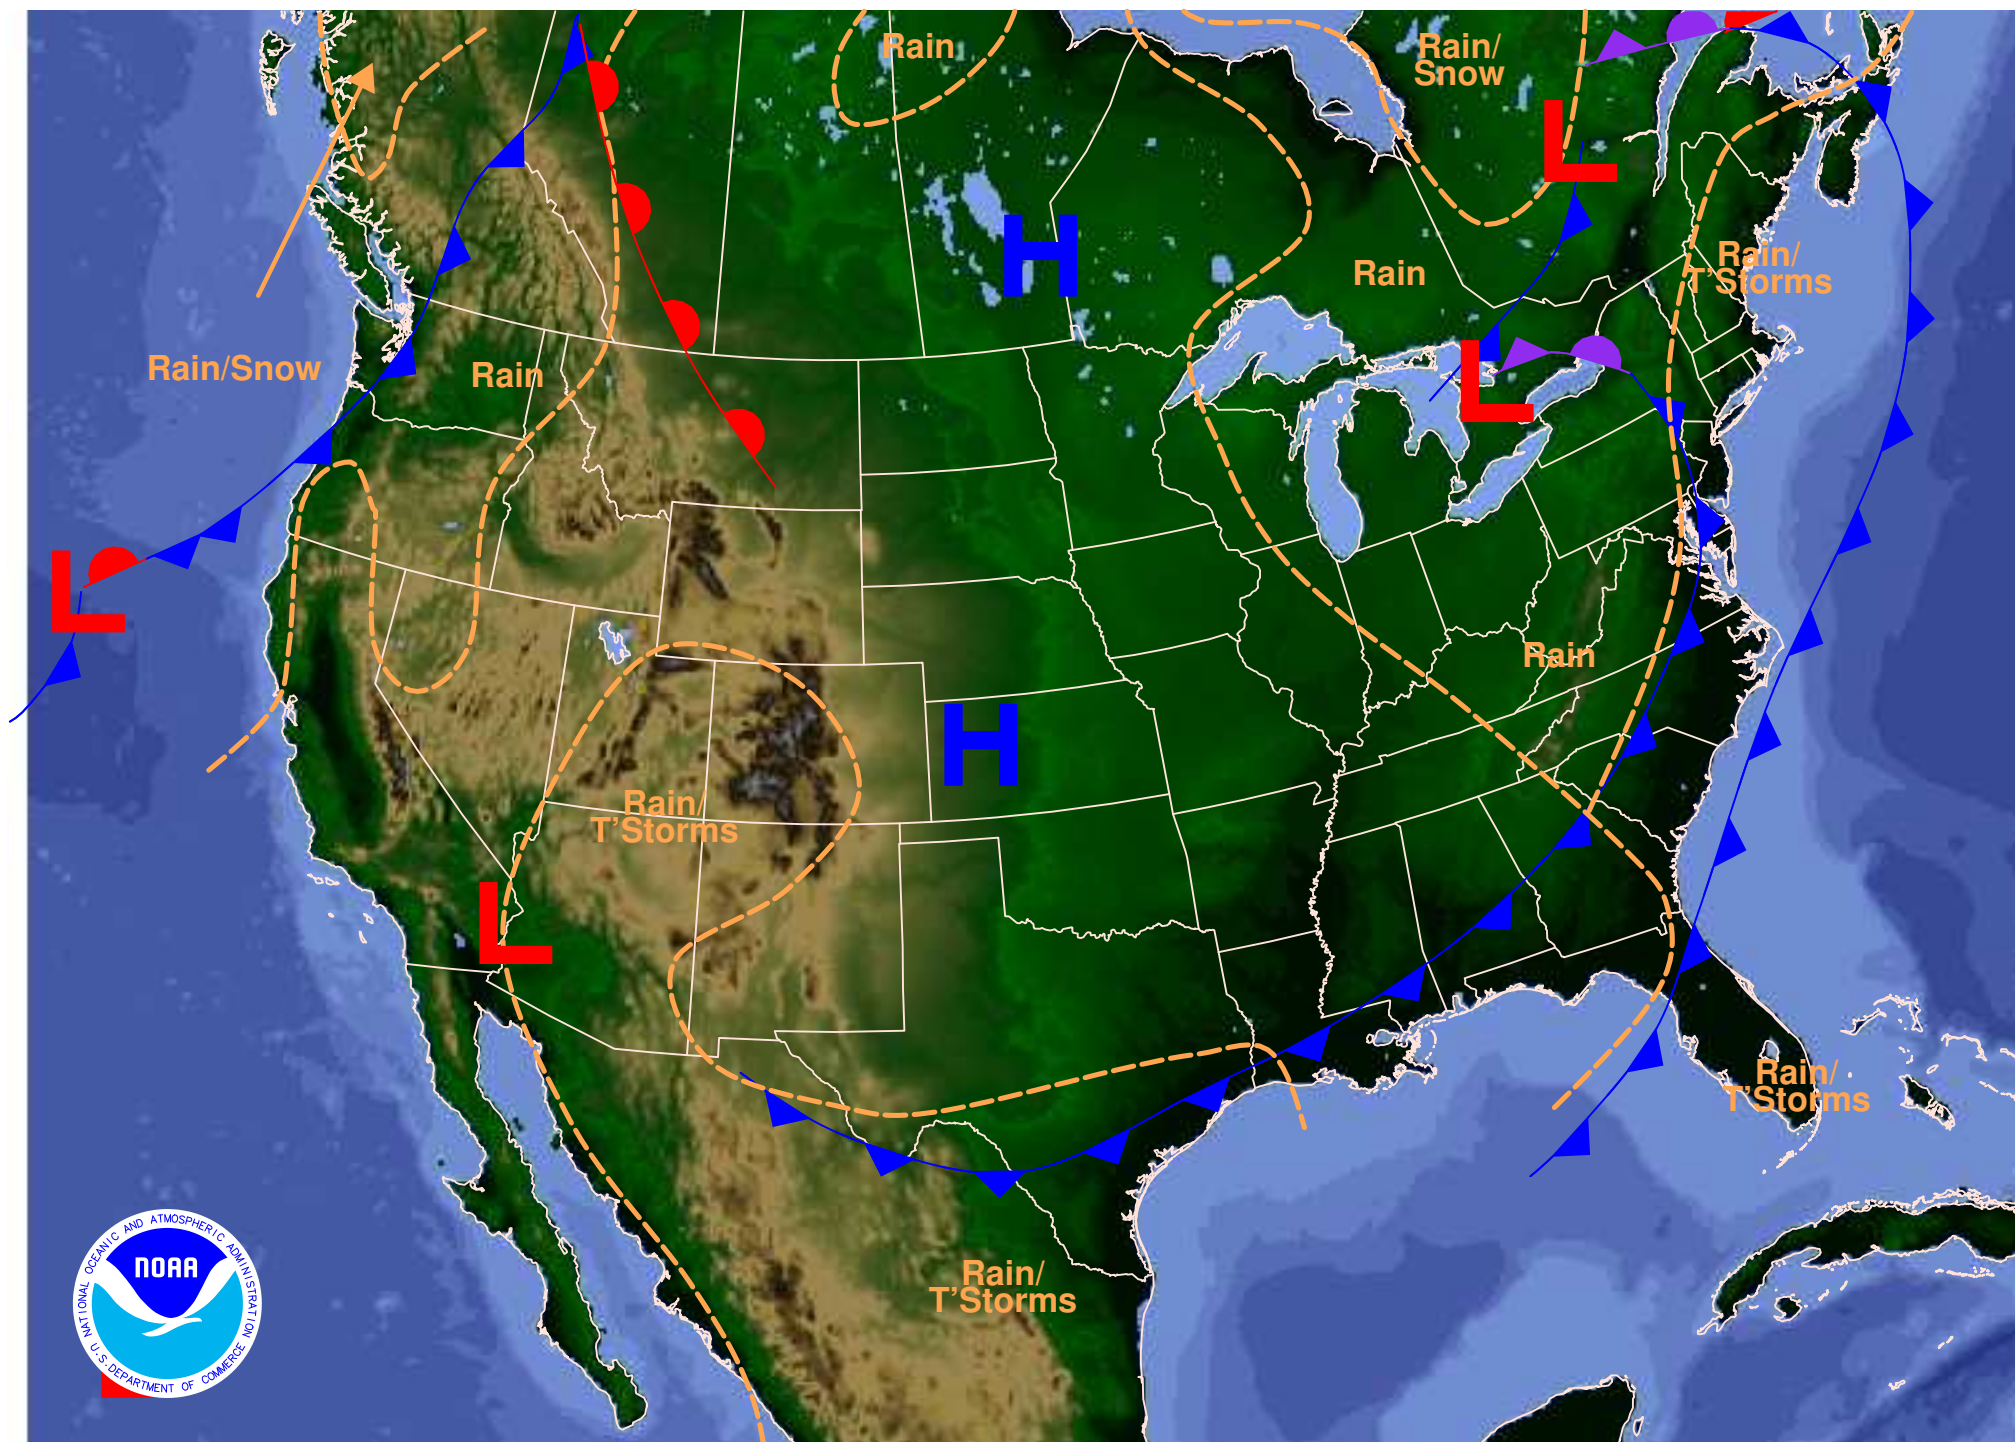 Rain
Rain/
Snow
Rain/
T'Storms
Rain
H
L
Rain/Snow
Rain
L
L
Rain
H
Rain/
T'Storms
L
Rain/
T'Storms
Rain/
T'Storms
NATIONAL OCEANIC AND ATMOSPHERIC ADMINISTRATION
NOAA
U.S. DEPARTMENT OF COMMERCE